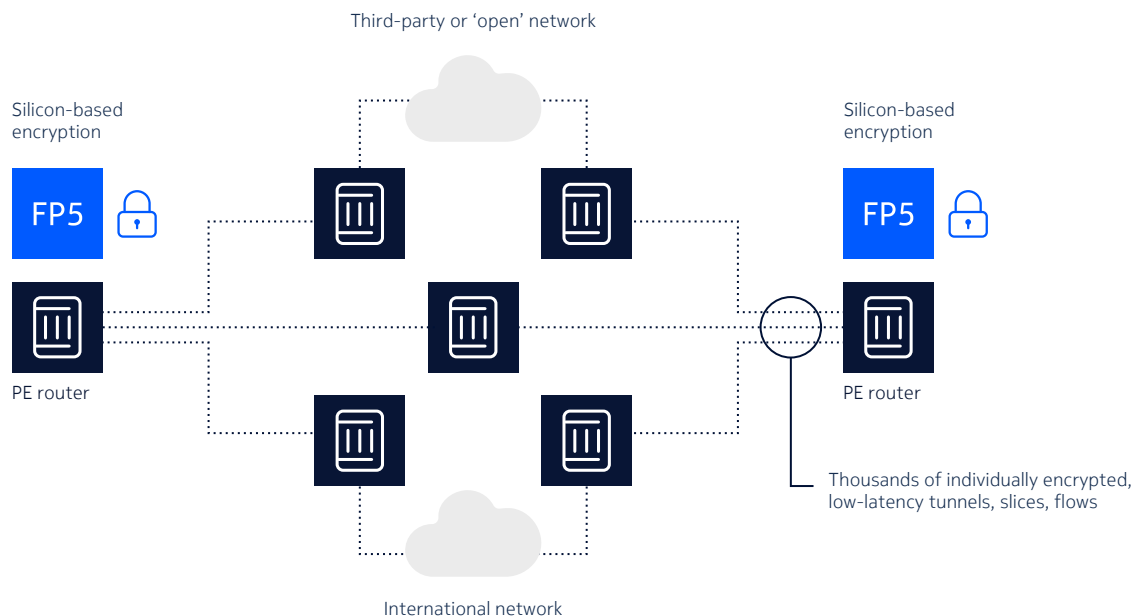 Third-party or ‘open’ network
Silicon-based
encryption
Silicon-based
encryption
FP5
FP5
PE router
PE router
Thousands of individually encrypted,
low-latency tunnels, slices, flows
International network